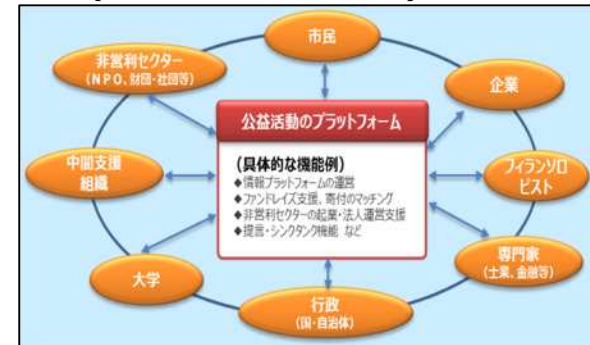 市民
非営利セクター
(NPO、財団・社団等)
企業
公益活動のプラットフォーム
(具体的な機能例)
◆情報プラットフォームの運営
◆ファンドレイズ支援、寄付のマッチング
◆非営利セクターの起業・法人運営支援
◆提言・シンクタンク機能 など
中間支援
組織
フィランソロ
ピスト
大学
専門家
(士業、金融等)
行政
(国・自治体)